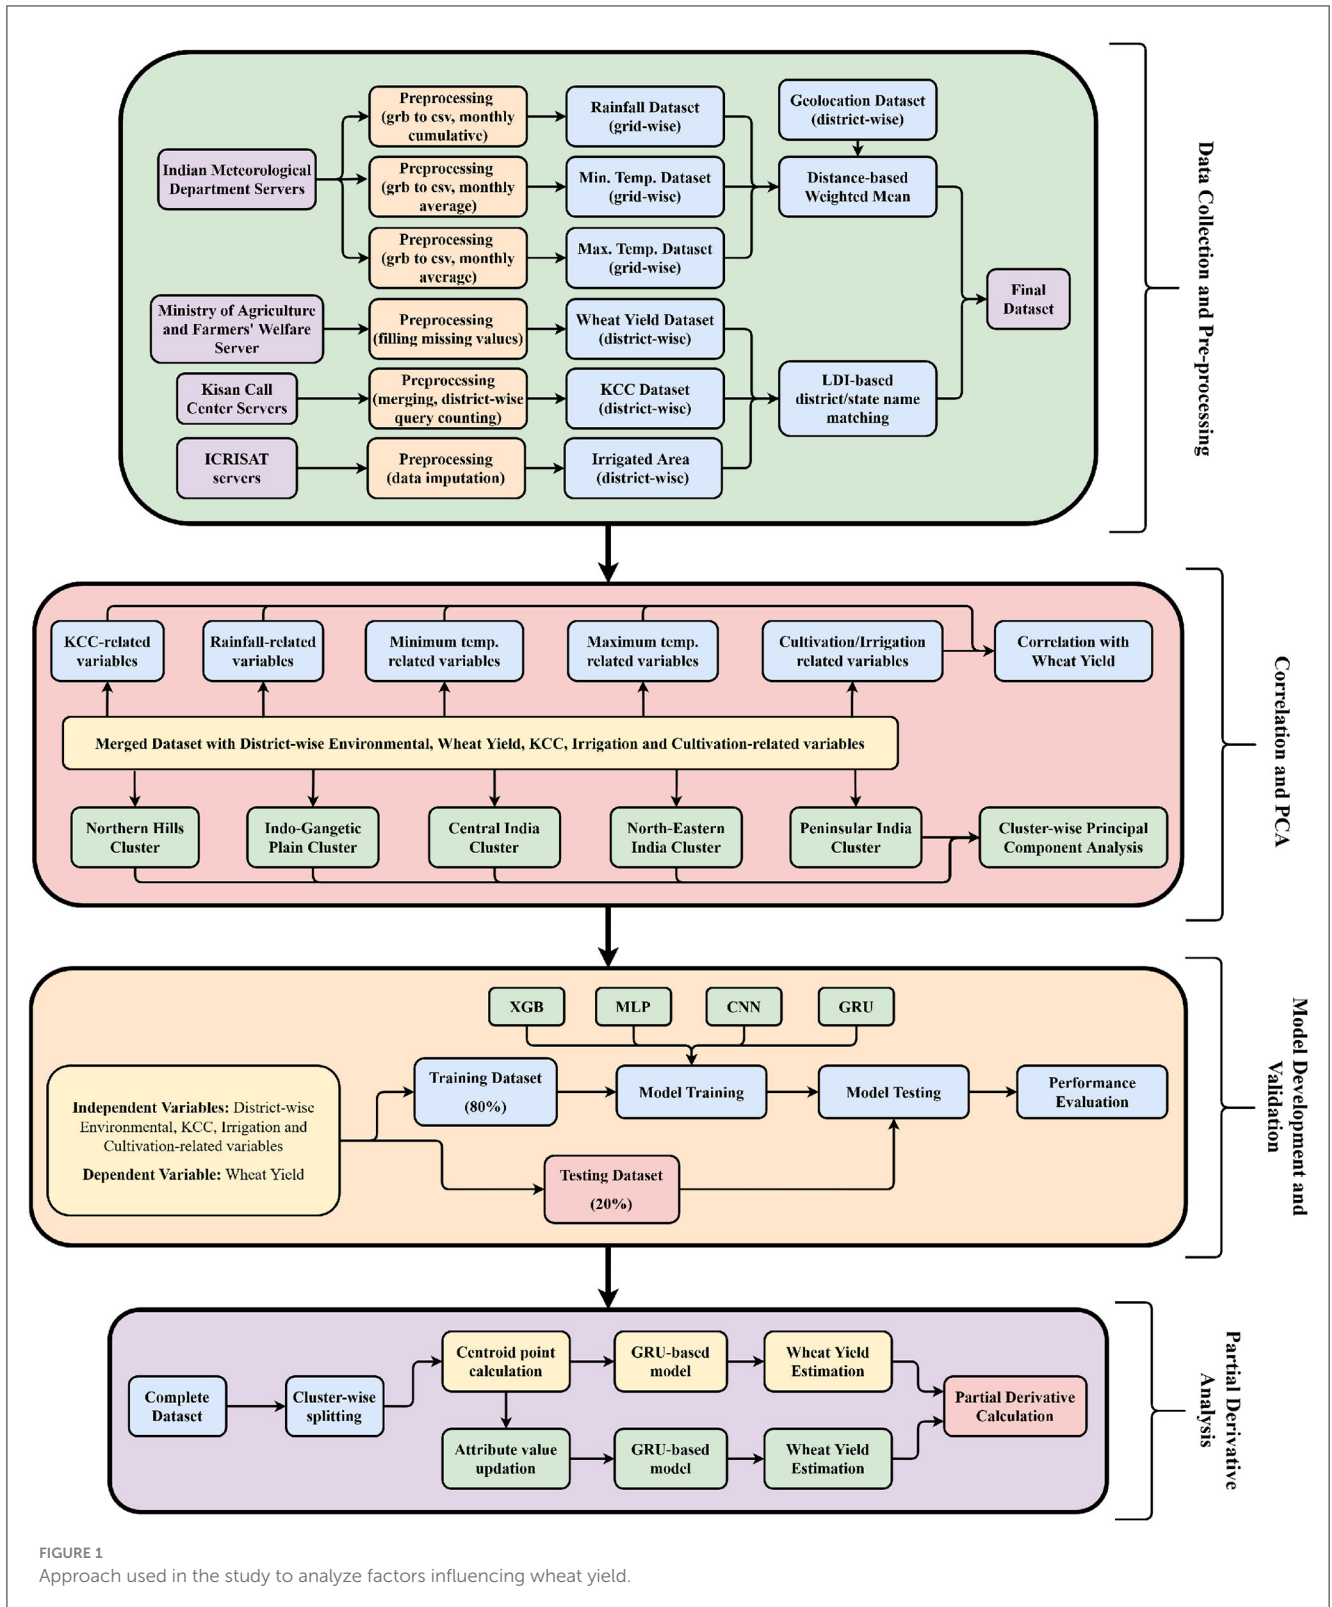 Preprocessing
(grb to csv, monthly
cumulative)
Rainfall Dataset
(grid-wise)
Geolocation Dataset
(district-wise)
Indian Meteorological
Department Servers
Preprocessing
(grb to csv, monthly
average)
Min. Temp. Dataset
(grid-wise)
Distance-based
Weighted Mean
Preprocessing
(grb to csv, monthly
average)
Max. Temp. Dataset
(grid-wise)
Final
Dataset
Ministry of Agriculture
and Farmers' Welfare
Server
Preprocessing
(filling missing values)
Wheat Yield Dataset
(district-wise)
Kisan Call
Center Servers
Preprocessing
(merging, district-wise
query counting)
KCC Dataset
(district-wise)
LDI-based
district/state name
matching
ICRISAT
servers
Preprocessing
(data imputation)
Irrigated Area
(district-wise)
Data Collection and Pre-processing
KCC-related
variables
Rainfall-related
variables
Minimum temp.
related variables
Maximum temp.
related variables
Cultivation/Irrigation
related variables
Correlation with
Wheat Yield
Merged Dataset with District-wise Environmental, Wheat Yield, KCC, Irrigation and Cultivation-related variables
Northern Hills
Cluster
Indo-Gangetic
Plain Cluster
Central India
Cluster
North-Eastern
India Cluster
Peninsular India
Cluster
Cluster-wise Principal
Component Analysis
Correlation and PCA
XGB
MLP
CNN
GRU
Independent Variables: District-wise
Environmental, KCC, Irrigation and
Cultivation-related variables
Dependent Variable: Wheat Yield
Training Dataset
(80%)
Model Training
Model Testing
Performance
Evaluation
Testing Dataset
(20%)
Model Development and
Validation
Complete
Dataset
Cluster-wise
splitting
Centroid point
calculation
GRU-based
model
Wheat Yield
Estimation
Partial Derivative
Calculation
Attribute value
updation
GRU-based
model
Wheat Yield
Estimation
Partial Derivative
Analysis
FIGURE 1
Approach used in the study to analyze factors influencing wheat yield.